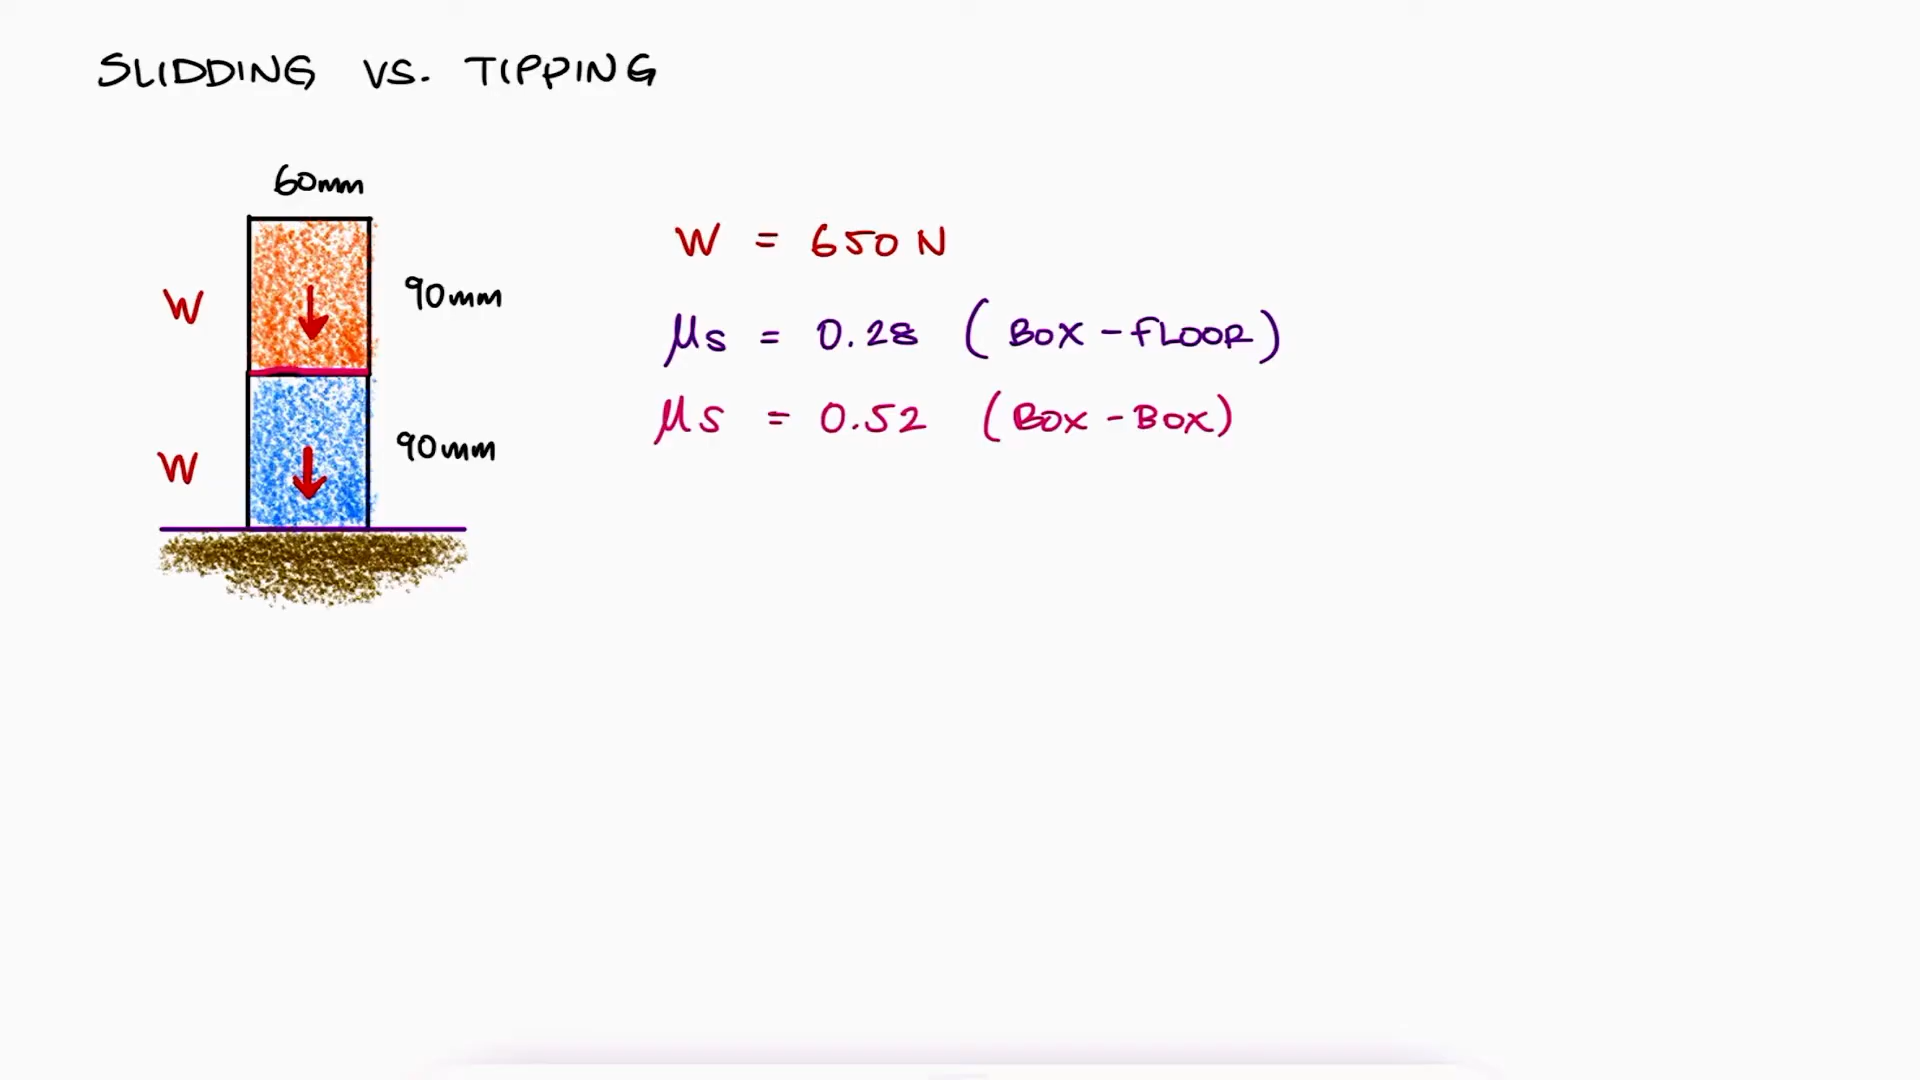 SLIDDING VS. TIPPING
60mm
W = 650 N
W
90mm
μs = 0.28 (BOX - FLOOR)
μs = 0.52 (BOX - BOX)
W
90mm